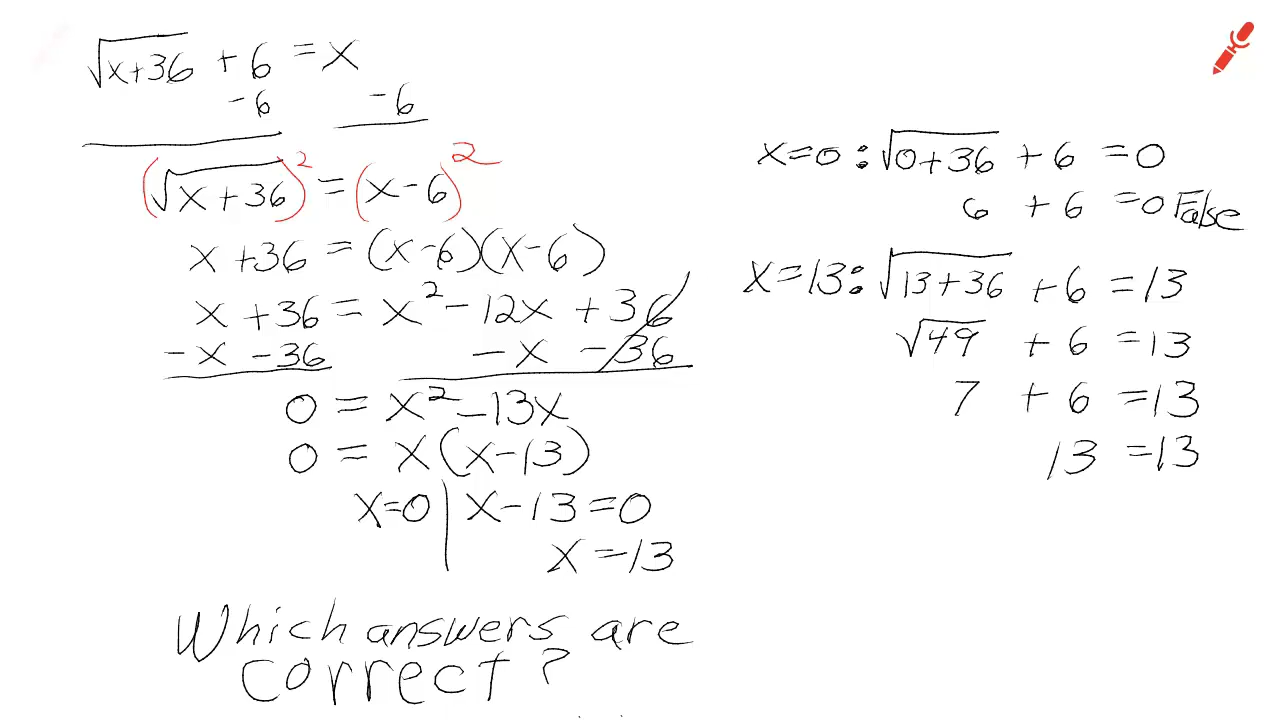 √x+36 + 6 = x
-6 -6
(√x+36)² = (x-6)²
x+36 = (x-6)(x-6)
x+36 = x²-12x+36
-x -36 -x -36
0 = x²-13x
0 = x(x-13)
x=0 | x-13=0
x=13
Which answers are
correct?
x=0: √0+36 + 6 = 0
6 + 6 = 0 False
x=13: √13+36 + 6 = 13
√49 + 6 = 13
7 + 6 = 13
13 = 13